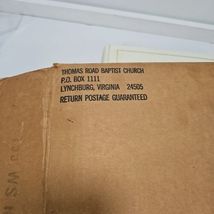 THOMAS ROAD BAPTIST CHURCH
P.O. BOX 1111
LYNCHBURG, VIRGINIA 24505
RETURN POSTAGE GUARANTEED